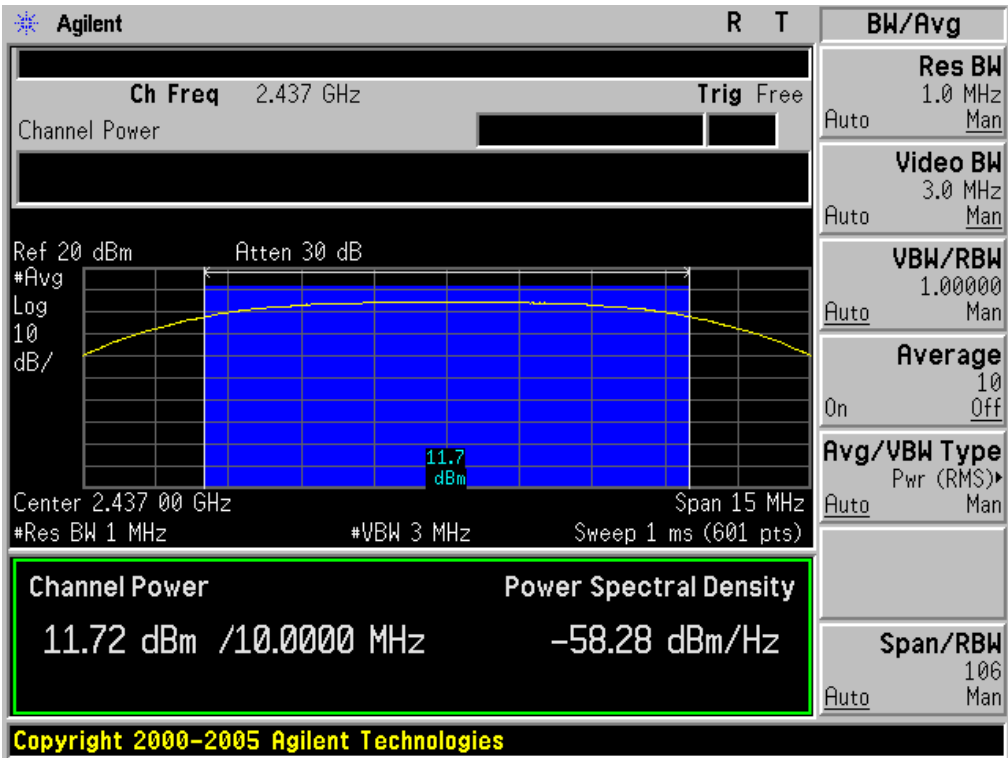 Agilent R T
Ch Freq 2.437 GHz Trig Free
Channel Power
Ref 20 dBm Atten 30 dB
#Avg
Log
10
dB/
11.7
dBm
Center 2.437 00 GHz Span 15 MHz
#Res BW 1 MHz #VBW 3 MHz Sweep 1 ms (601 pts)
Channel Power Power Spectral Density
11.72 dBm /10.0000 MHz -58.28 dBm/Hz
Copyright 2000-2005 Agilent Technologies
BW/Avg
Res BW
1.0 MHz
Auto Man
Video BW
3.0 MHz
Auto Man
VBW/RBW
1.00000
Auto Man
Average
10
On Off
Avg/VBW Type
Pwr (RMS)▸
Auto Man
Span/RBW
106
Auto Man